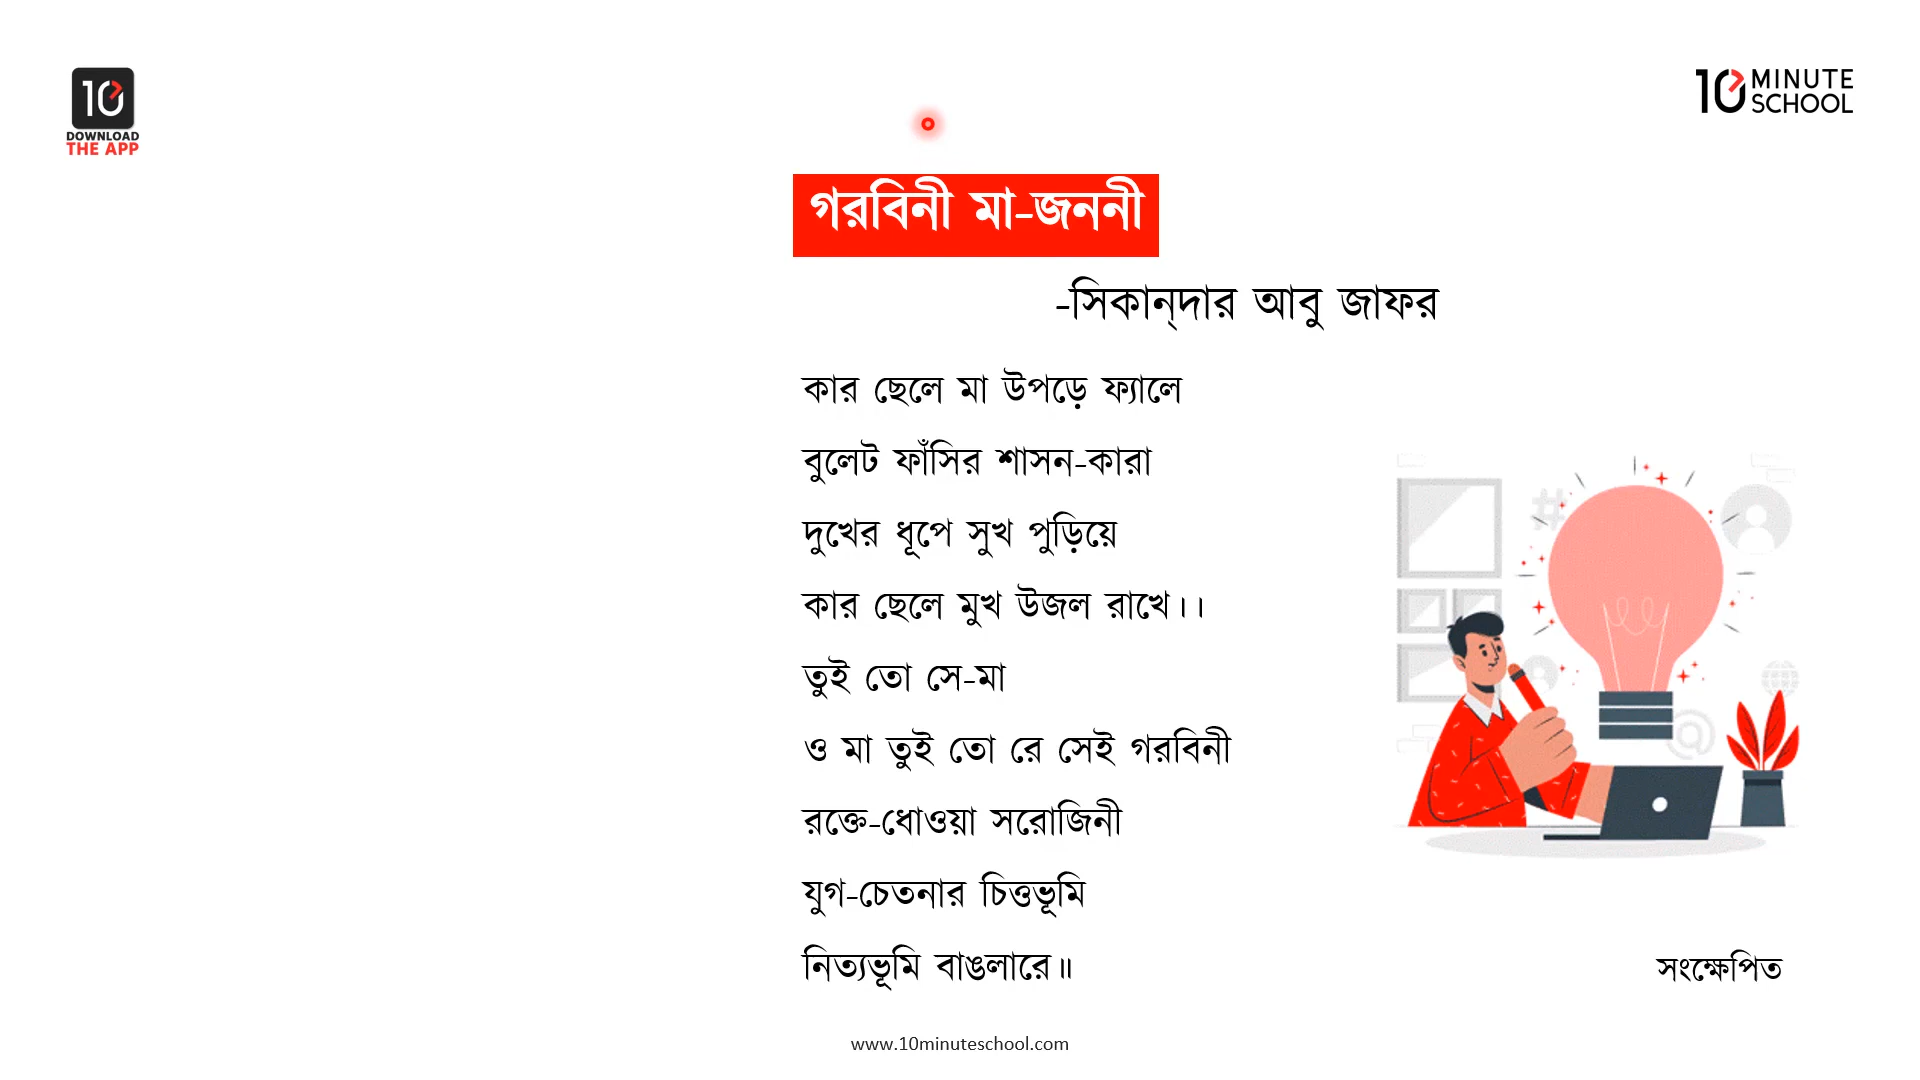 10
DOWNLOAD
THE APP
10 MINUTE
SCHOOL
গরবিনী মা-জননী
-সিকান্‌দার আবু জাফর
কার ছেলে মা উপড়ে ফ্যালে
বুলেট ফাঁসির শাসন-কারা
দুখের ধূপে সুখ পুড়িয়ে
কার ছেলে মুখ উজল রাখে।।
তুই তো সে-মা
ও মা তুই তো রে সেই গরবিনী
রক্তে-ধোওয়া সরোজিনী
যুগ-চেতনার চিত্তভূমি
নিত্যভূমি বাঙলারে॥
সংক্ষেপিত
www.10minuteschool.com